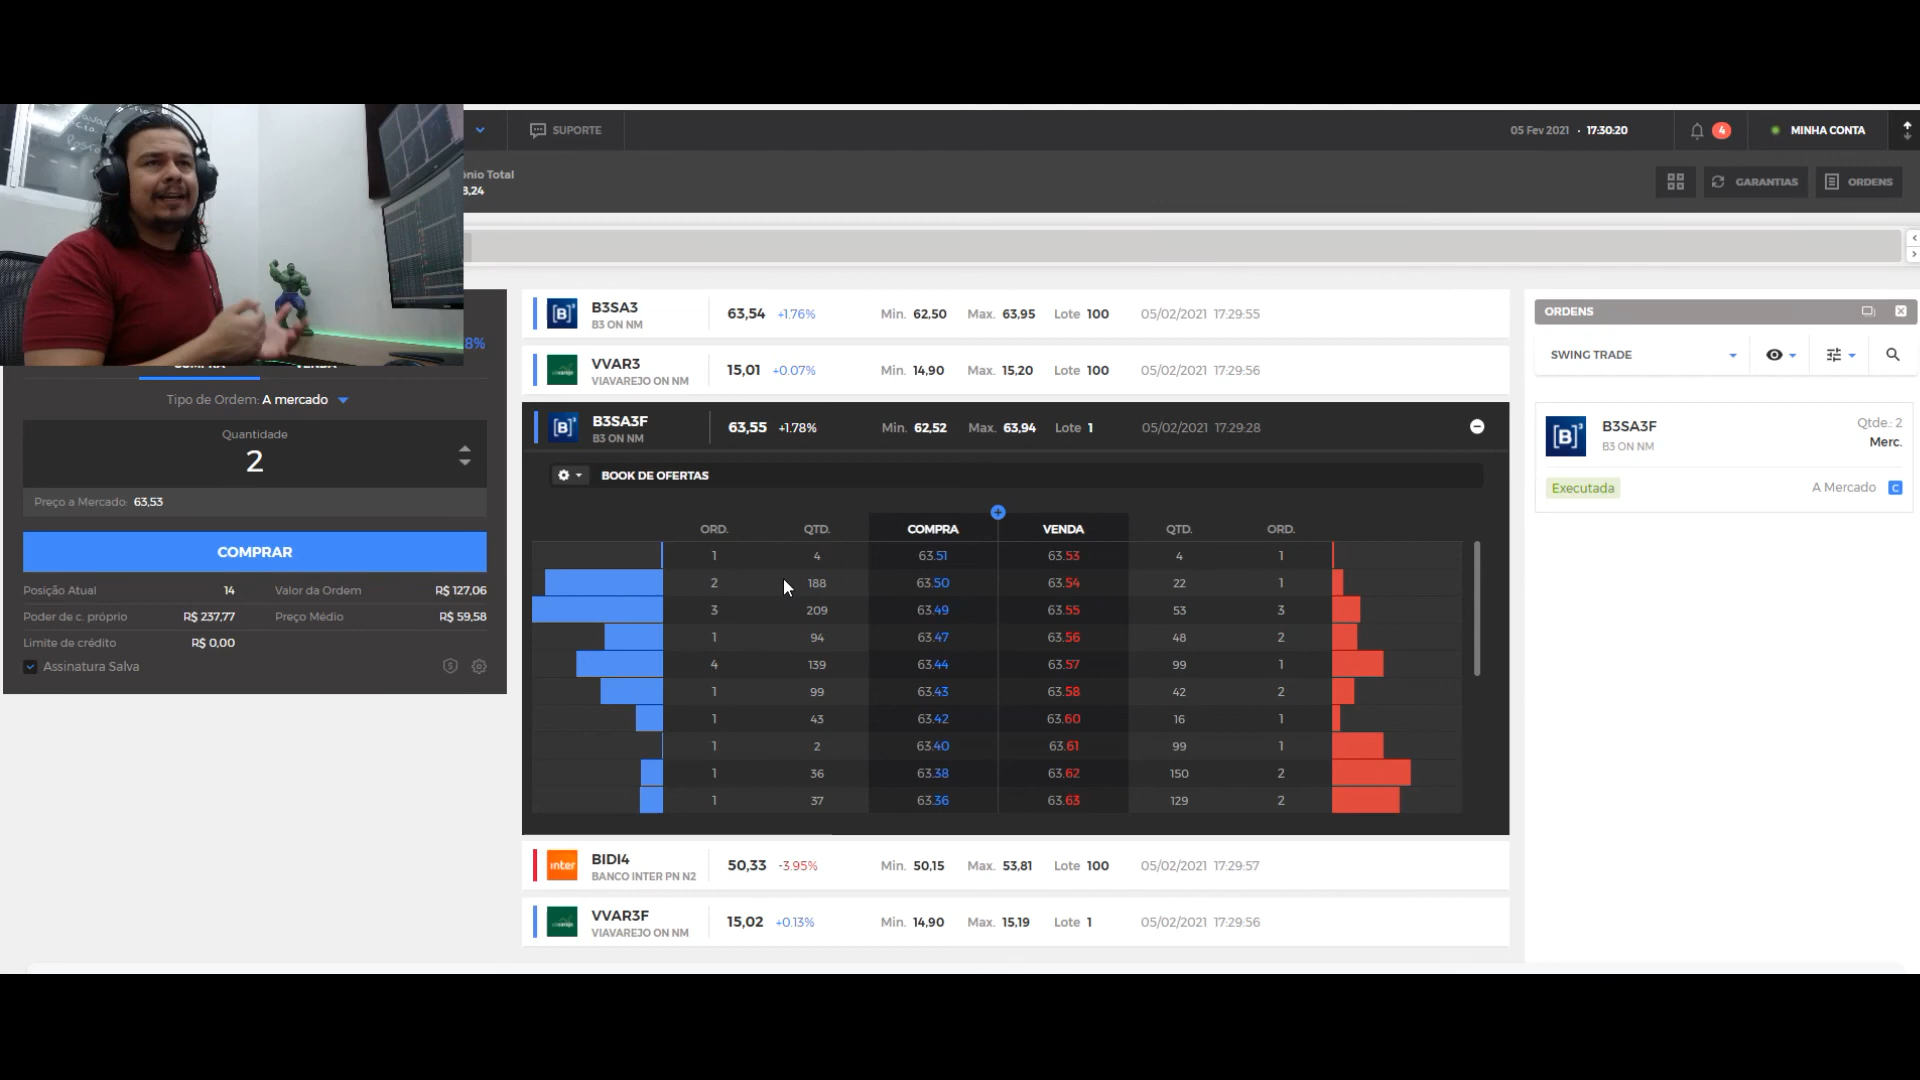 SUPORTE
05 Fev 2021 · 17:30:20
4
MINHA CONTA
ônio Total
3,24
GARANTIAS
ORDENS
8%
Tipo de Ordem: A mercado
Quantidade
2
Preço a Mercado: 63,53
COMPRAR
Posição Atual 14 Valor da Ordem R$ 127,06
Poder de c. próprio R$ 237,77 Preço Médio R$ 59,58
Limite de crédito R$ 0,00
Assinatura Salva
B3SA3 63,54 +1.76% Min. 62,50 Max. 63,95 Lote 100 05/02/2021 17:29:55
B3 ON NM
VVAR3 15,01 +0.07% Min. 14,90 Max. 15,20 Lote 100 05/02/2021 17:29:56
VIAVAREJO ON NM
B3SA3F 63,55 +1.78% Min. 62,52 Max. 63,94 Lote 1 05/02/2021 17:29:28
B3 ON NM
BOOK DE OFERTAS
ORD. QTD. COMPRA VENDA QTD. ORD.
1 4 63.51 63.53 4 1
2 188 63.50 63.54 22 1
3 209 63.49 63.55 53 3
1 94 63.47 63.56 48 2
4 139 63.44 63.57 99 1
1 99 63.43 63.58 42 2
1 43 63.42 63.60 16 1
1 2 63.40 63.61 99 1
1 36 63.38 63.62 150 2
1 37 63.36 63.63 129 2
inter
BIDI4 50,33 -3.95% Min. 50,15 Max. 53,81 Lote 100 05/02/2021 17:29:57
BANCO INTER PN N2
VVAR3F 15,02 +0.13% Min. 14,90 Max. 15,19 Lote 1 05/02/2021 17:29:56
VIAVAREJO ON NM
ORDENS
SWING TRADE
B3SA3F Qtde.: 2
B3 ON NM Merc.
Executada A Mercado C